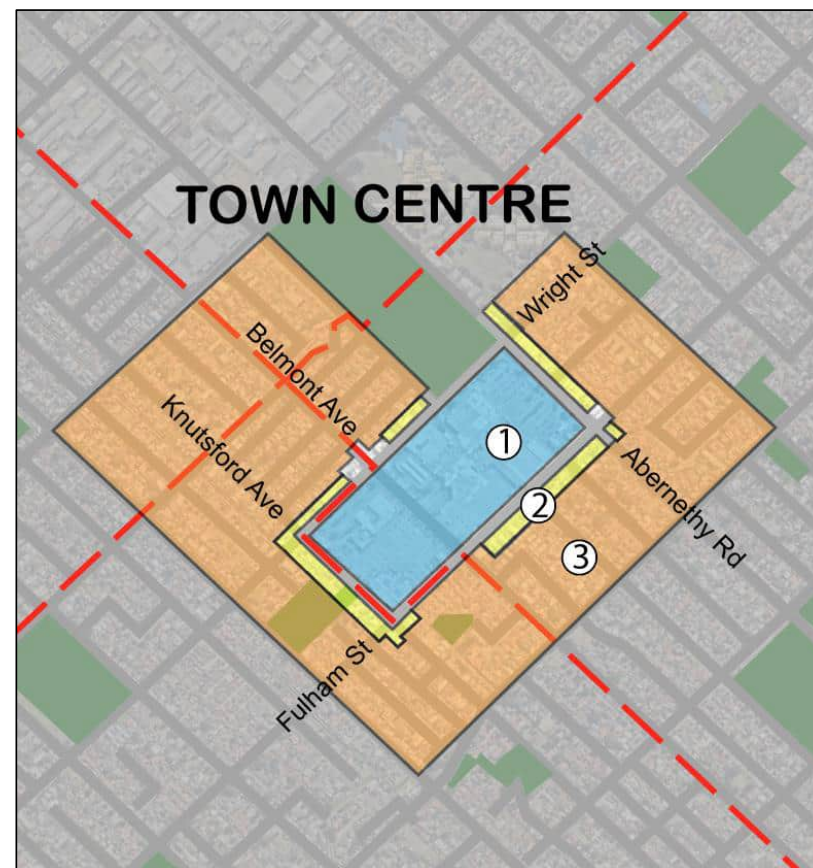 TOWN CENTRE
Wright St
Belmont Ave
Knutsford Ave
1
Abernethy Rd
2
3
Fulham St